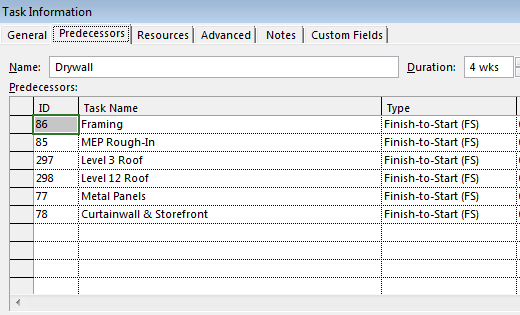 Task Information
General Predecessors Resources Advanced Notes Custom Fields
Name: Drywall Duration: 4 wks
Predecessors:
ID Task Name Type
86 Framing Finish-to-Start (FS)
85 MEP Rough-In Finish-to-Start (FS)
297 Level 3 Roof Finish-to-Start (FS)
298 Level 12 Roof Finish-to-Start (FS)
77 Metal Panels Finish-to-Start (FS)
78 Curtainwall & Storefront Finish-to-Start (FS)